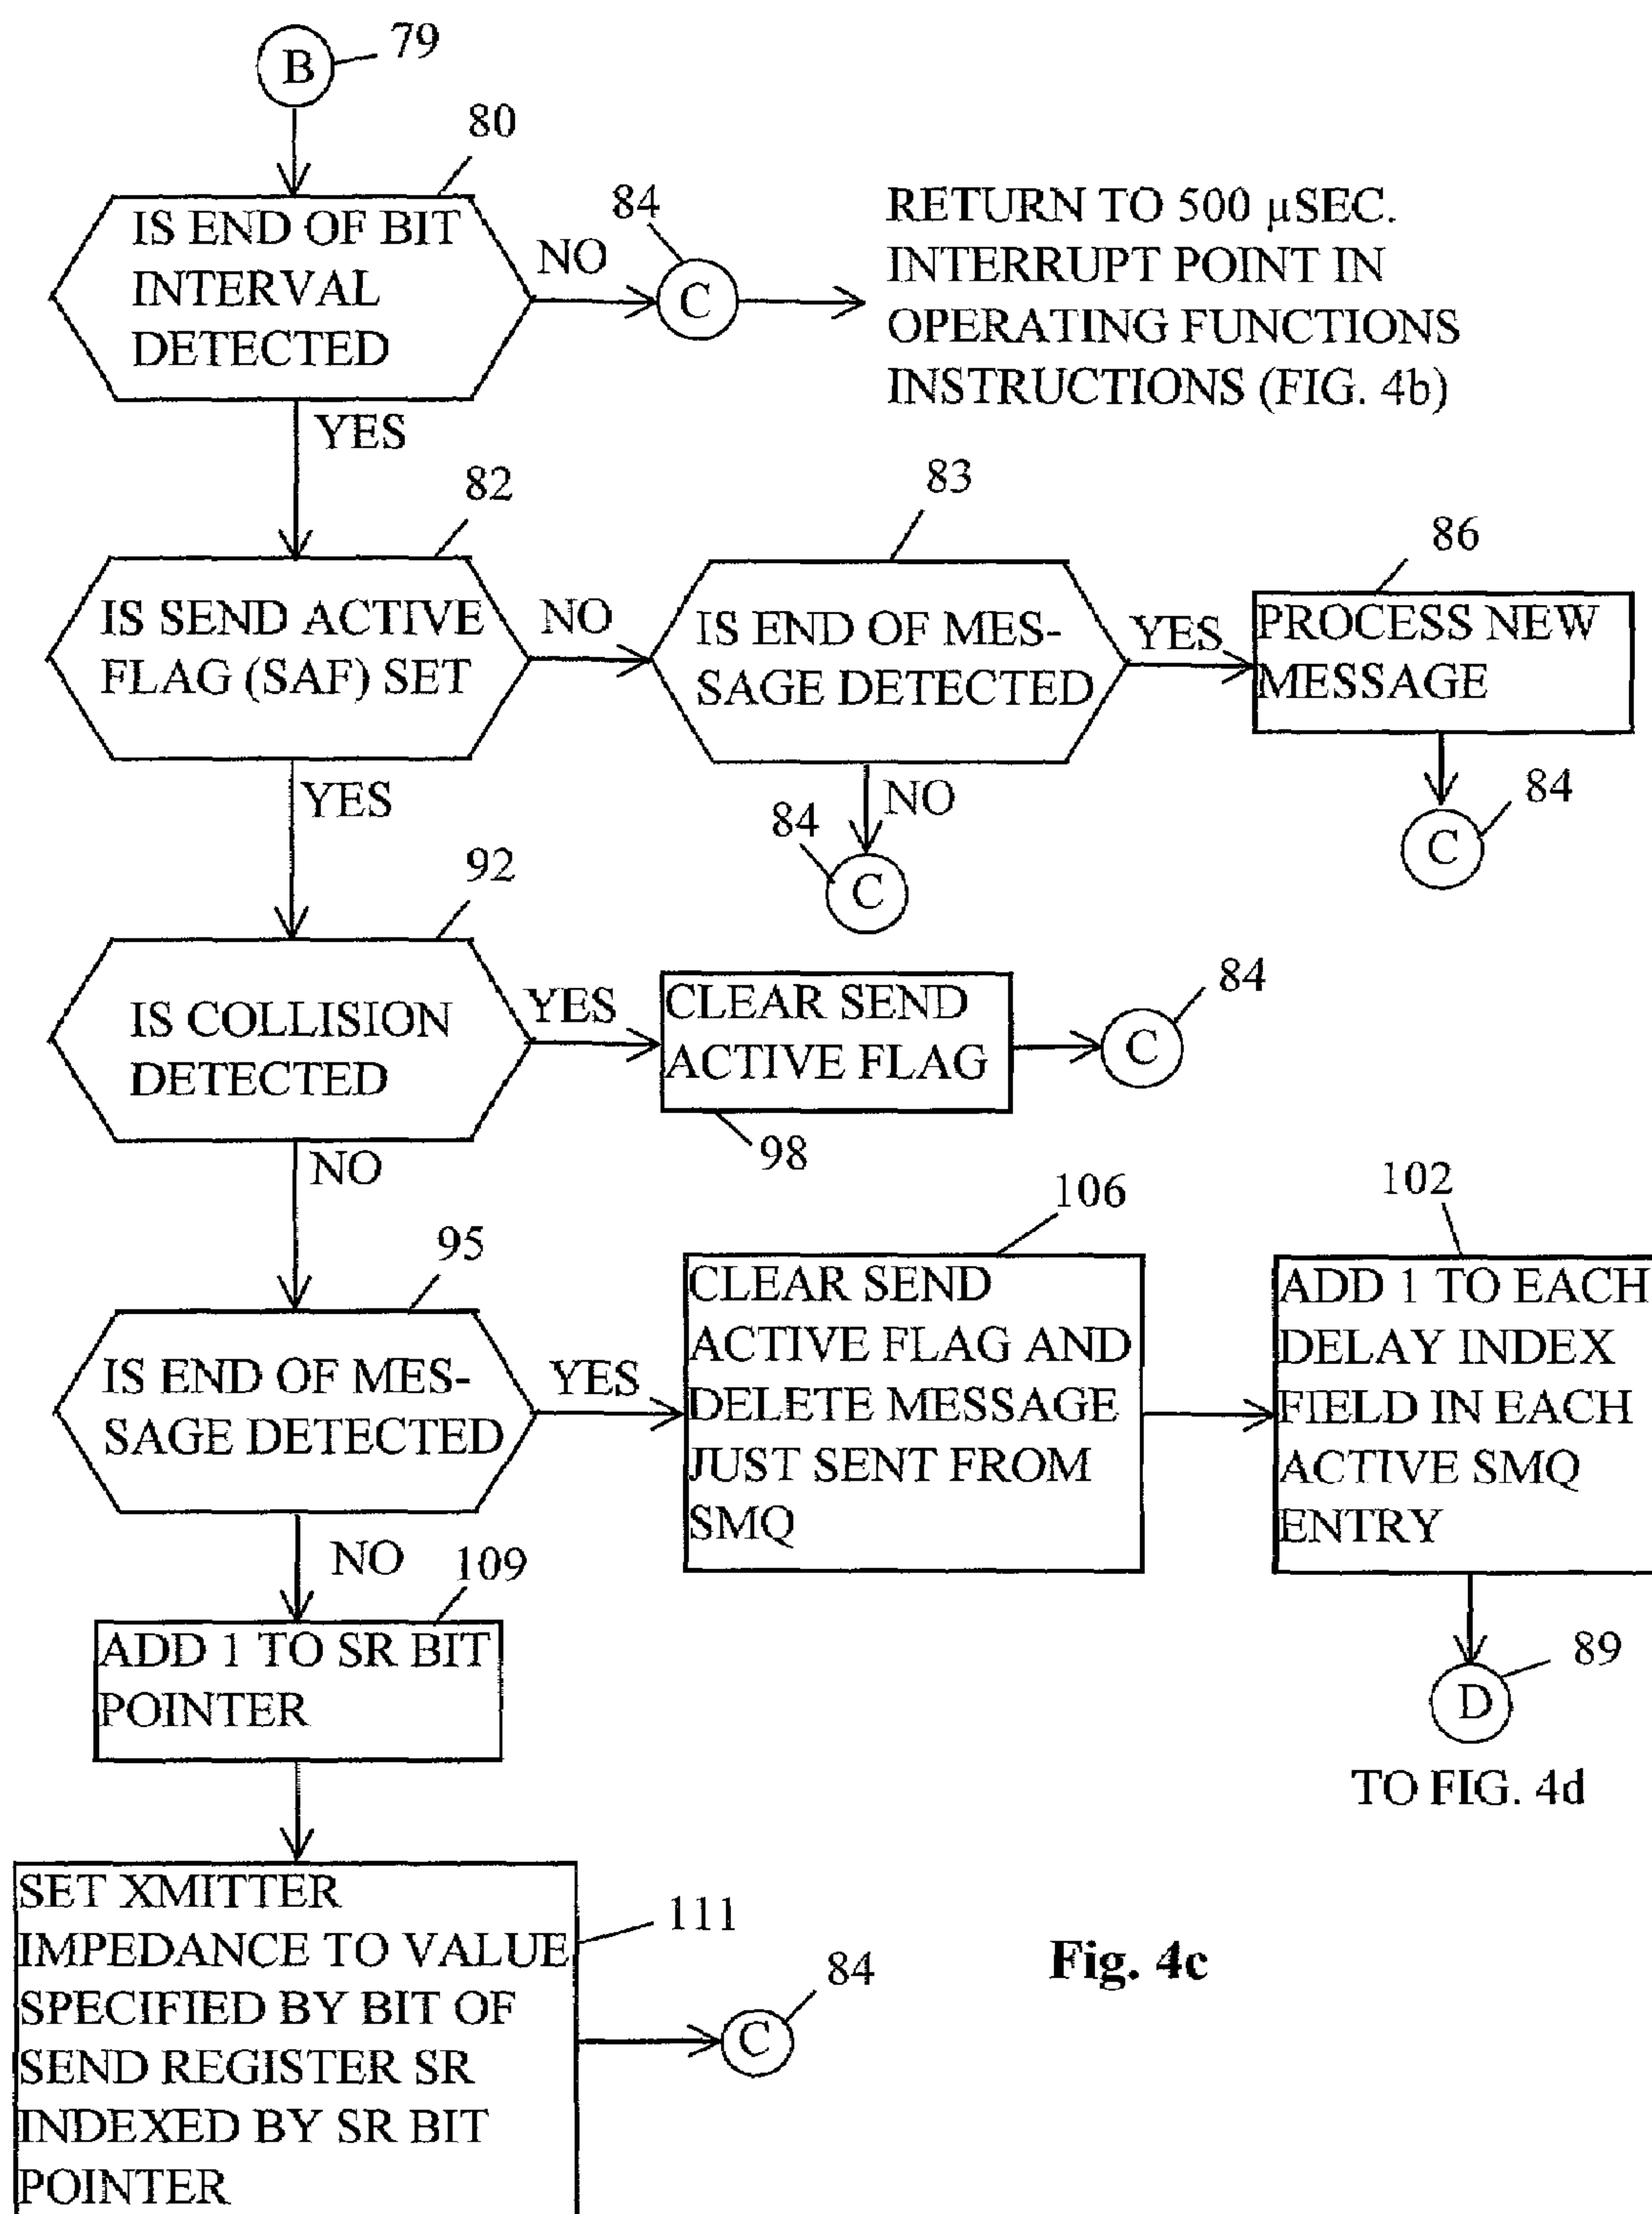 B
79
80
IS END OF BIT
INTERVAL
DETECTED
NO
84
C
RETURN TO 500 μSEC.
INTERRUPT POINT IN
OPERATING FUNCTIONS
INSTRUCTIONS (FIG. 4b)
YES
82
IS SEND ACTIVE
FLAG (SAF) SET
NO
83
IS END OF MES-
SAGE DETECTED
YES
86
PROCESS NEW
MESSAGE
84
C
NO
84
C
YES
92
IS COLLISION
DETECTED
YES
CLEAR SEND
ACTIVE FLAG
98
84
C
NO
95
IS END OF MES-
SAGE DETECTED
YES
106
CLEAR SEND
ACTIVE FLAG AND
DELETE MESSAGE
JUST SENT FROM
SMQ
102
ADD 1 TO EACH
DELAY INDEX
FIELD IN EACH
ACTIVE SMQ
ENTRY
89
D
TO FIG. 4d
NO
109
ADD 1 TO SR BIT
POINTER
SET XMITTER
IMPEDANCE TO VALUE
SPECIFIED BY BIT OF
SEND REGISTER SR
INDEXED BY SR BIT
POINTER
111
84
C
Fig. 4c